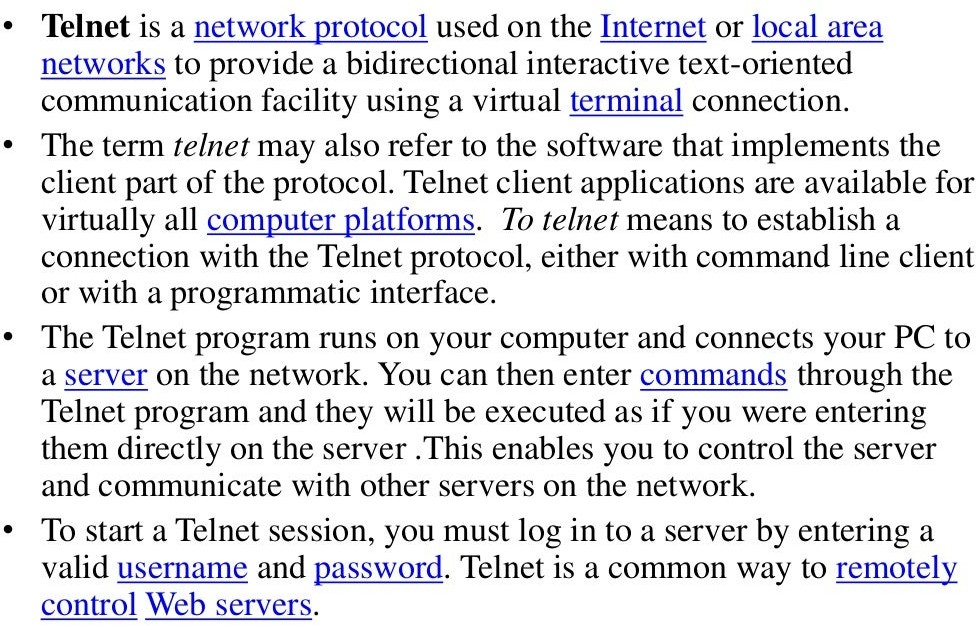 • Telnet is a network protocol used on the Internet or local area
networks to provide a bidirectional interactive text-oriented
communication facility using a virtual terminal connection.
• The term telnet may also refer to the software that implements the
client part of the protocol. Telnet client applications are available for
virtually all computer platforms. To telnet means to establish a
connection with the Telnet protocol, either with command line client
or with a programmatic interface.
• The Telnet program runs on your computer and connects your PC to
a server on the network. You can then enter commands through the
Telnet program and they will be executed as if you were entering
them directly on the server .This enables you to control the server
and communicate with other servers on the network.
• To start a Telnet session, you must log in to a server by entering a
valid username and password. Telnet is a common way to remotely
control Web servers.